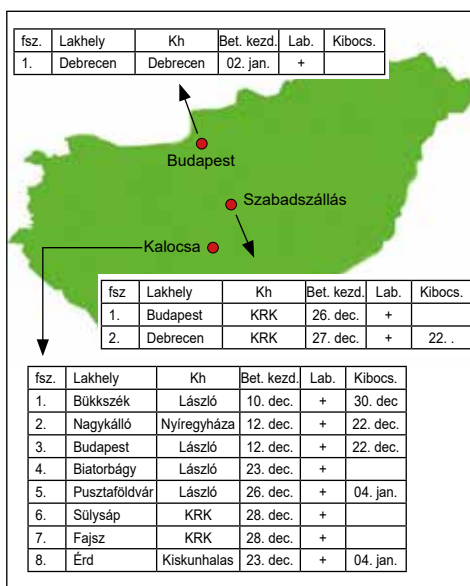 fsz. Lakhely Kh Bet. kezd. Lab. Kibocs.
1. Debrecen Debrecen 02. jan. +
Budapest
Szabadszállás
Kalocsa
fsz Lakhely Kh Bet. kezd. Lab. Kibocs.
1. Budapest KRK 26. dec. +
2. Debrecen KRK 27. dec. + 22. .
fsz. Lakhely Kh Bet. kezd. Lab. Kibocs.
1. Bükkszék László 10. dec. + 30. dec
2. Nagykálló Nyíregyháza 12. dec. + 22. dec.
3. Budapest László 12. dec. + 22. dec.
4. Biatorbágy László 23. dec. +
5. Pusztaföldvár László 26. dec. + 04. jan.
6. Sülysáp KRK 28. dec. +
7. Fajsz KRK 28. dec. +
8. Érd Kiskunhalas 23. dec. + 04. jan.